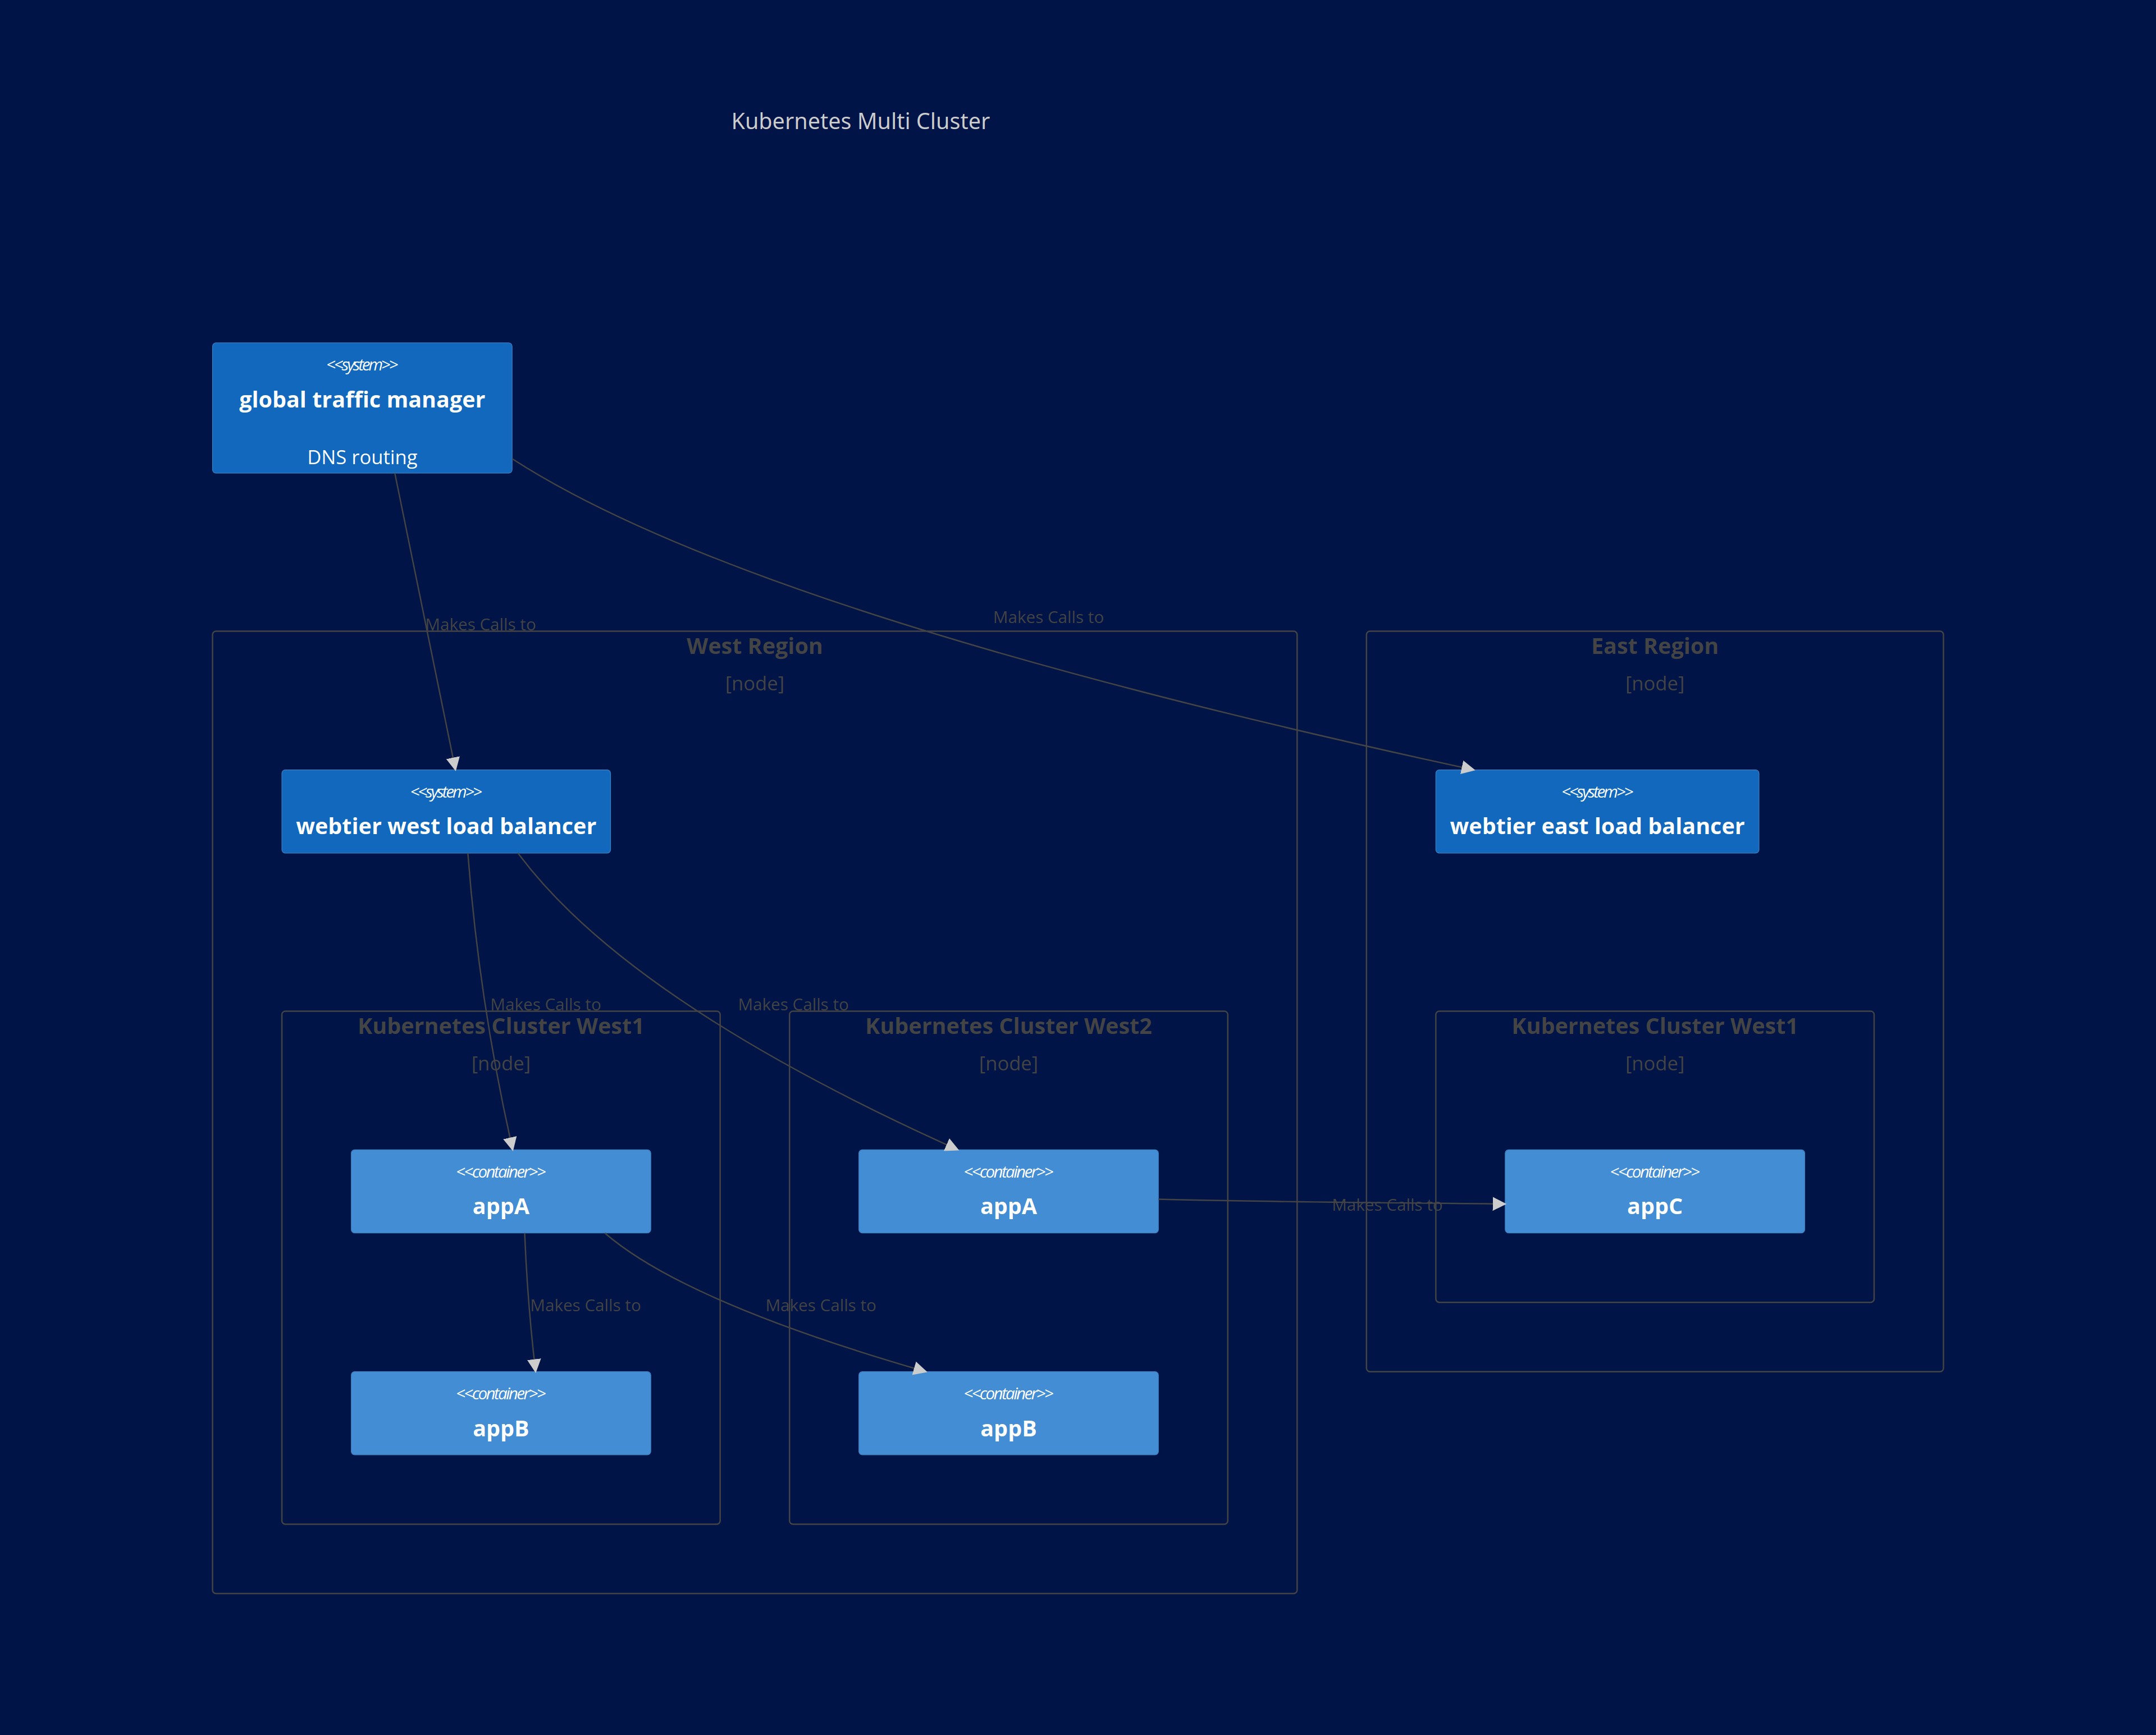 Kubernetes Multi Cluster
<<system>>
global traffic manager
DNS routing
Makes Calls to
Makes Calls to
West Region
[node]
East Region
[node]
<<system>>
webtier west load balancer
<<system>>
webtier east load balancer
Makes Calls to
Makes Calls to
Kubernetes Cluster West1
[node]
Kubernetes Cluster West2
[node]
Kubernetes Cluster West1
[node]
<<container>>
appA
<<container>>
appA
Makes Calls to
<<container>>
appC
Makes Calls to
Makes Calls to
<<container>>
appB
<<container>>
appB